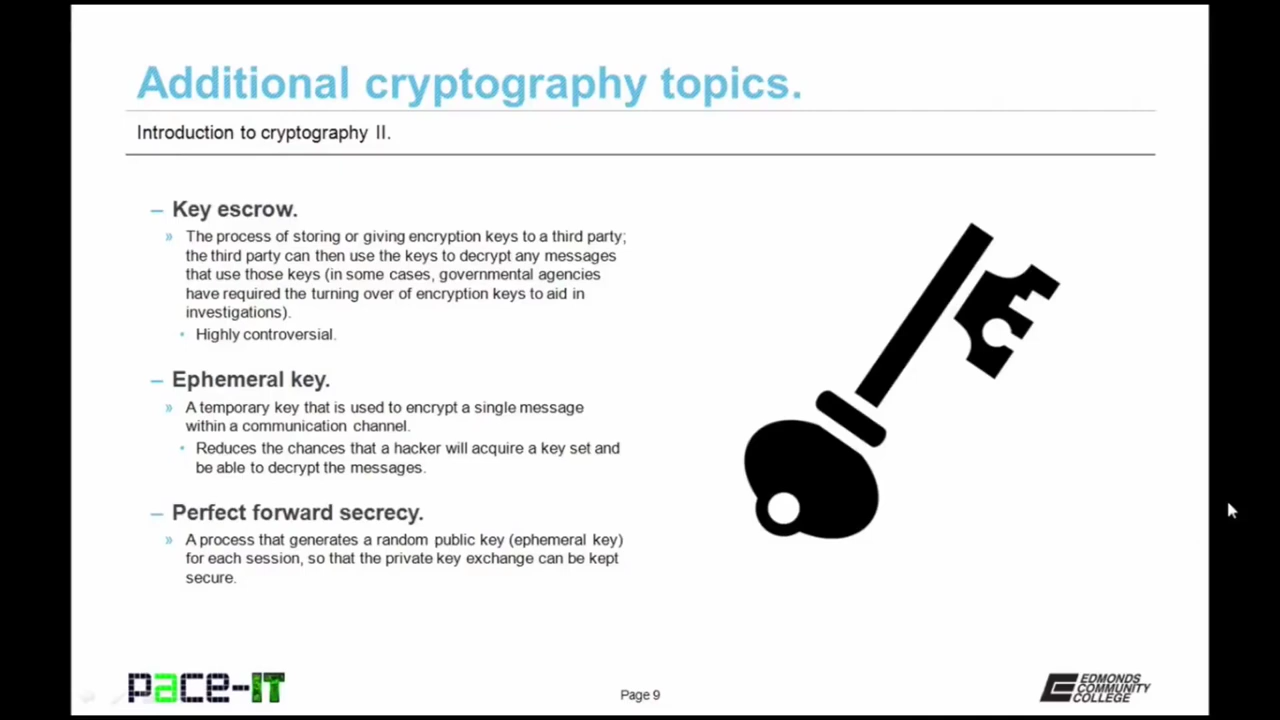 Additional cryptography topics.
Introduction to cryptography II.
– Key escrow.
» The process of storing or giving encryption keys to a third party;
the third party can then use the keys to decrypt any messages
that use those keys (in some cases, governmental agencies
have required the turning over of encryption keys to aid in
investigations).
• Highly controversial.
– Ephemeral key.
» A temporary key that is used to encrypt a single message
within a communication channel.
• Reduces the chances that a hacker will acquire a key set and
be able to decrypt the messages.
– Perfect forward secrecy.
» A process that generates a random public key (ephemeral key)
for each session, so that the private key exchange can be kept
secure.
pace-IT
Page 9
EDMONDS
COMMUNITY
COLLEGE